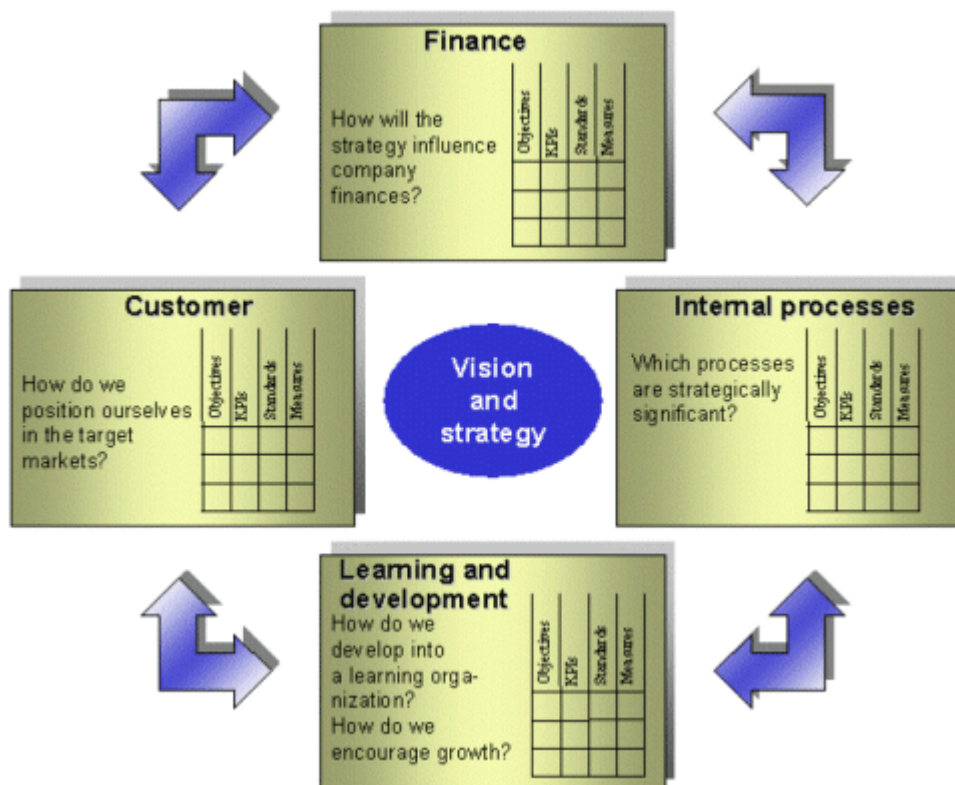 Finance
How will the
strategy influence
company
finances?
Objectives
KPIs
Standards
Measures
Customer
How do we
position ourselves
in the target
markets?
Objectives
KPIs
Standards
Measures
Vision
and
strategy
Internal processes
Which processes
are strategically
significant?
Objectives
KPIs
Standards
Measures
Learning and
development
How do we
develop into
a learning orga-
nization?
How do we
encourage growth?
Objectives
KPIs
Standards
Measures